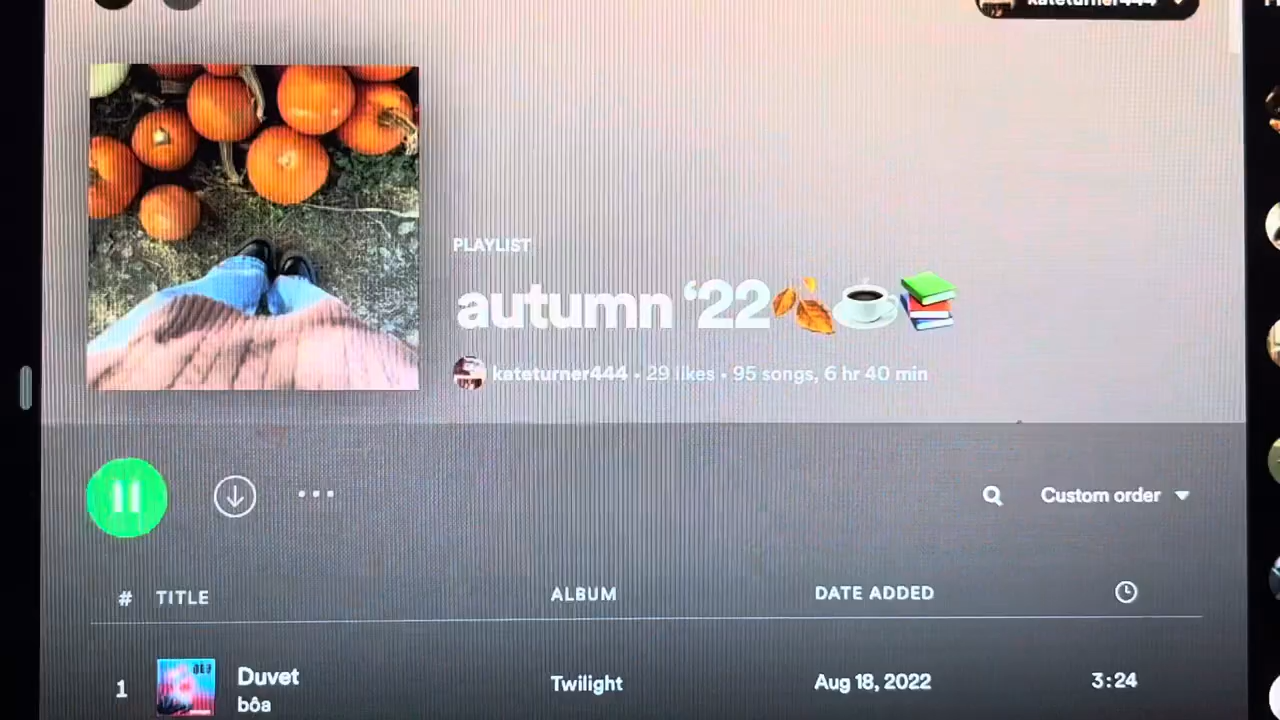 kateturner444
PLAYLIST
autumn ‘22🍂☕📚
kateturner444 • 29 likes • 95 songs, 6 hr 40 min
Custom order
# TITLE ALBUM DATE ADDED
1 Duvet Twilight Aug 18, 2022 3:24
bôa